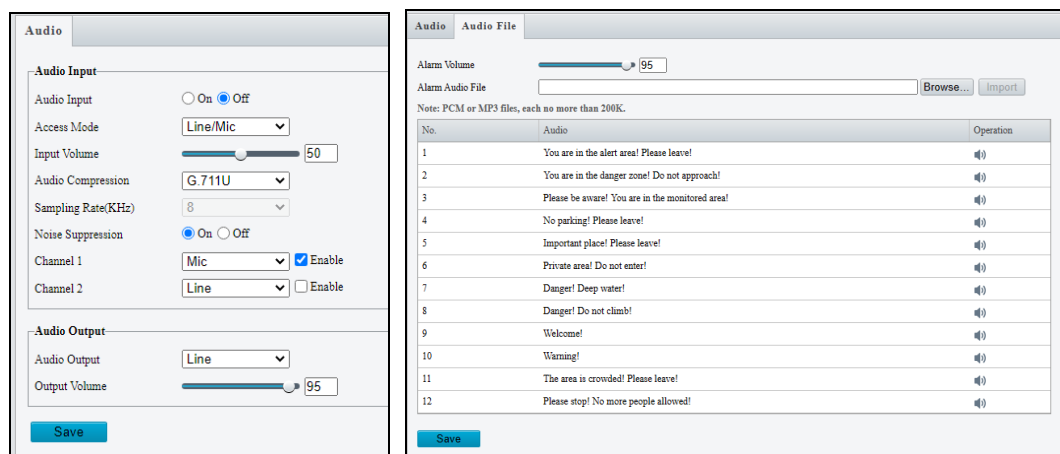 Audio
Audio Input
Audio Input On Off
Access Mode Line/Mic
Input Volume 50
Audio Compression G.711U
Sampling Rate(KHz) 8
Noise Suppression On Off
Channel 1 Mic Enable
Channel 2 Line Enable
Audio Output
Audio Output Line
Output Volume 95
Save
Audio Audio File
Alarm Volume 95
Alarm Audio File Browse... Import
Note: PCM or MP3 files, each no more than 200K.
No. Audio Operation
1 You are in the alert area! Please leave!
2 You are in the danger zone! Do not approach!
3 Please be aware! You are in the monitored area!
4 No parking! Please leave!
5 Important place! Please leave!
6 Private area! Do not enter!
7 Danger! Deep water!
8 Danger! Do not climb!
9 Welcome!
10 Warning!
11 The area is crowded! Please leave!
12 Please stop! No more people allowed!
Save